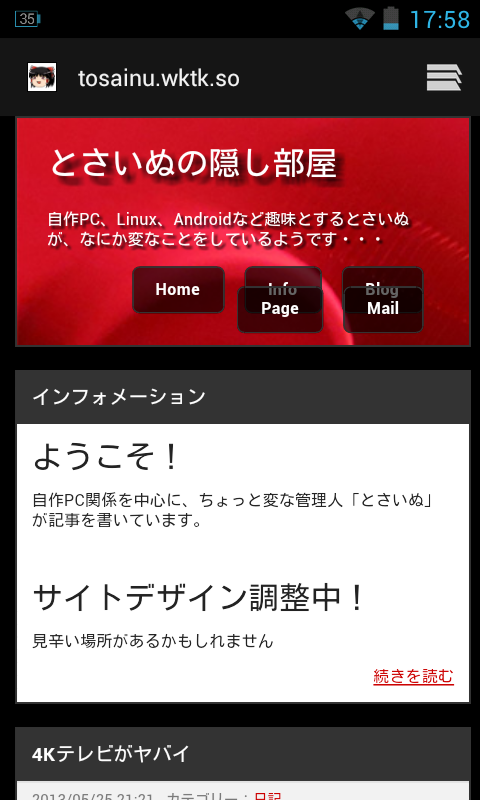 35
17:58
tosainu.wktk.so
とさいぬの隠し部屋
自作PC、Linux、Androidなど趣味とするとさいぬ
が、なにか変なことをしているようです・・・
Home
Info
Blog
Page
Mail
インフォメーション
ようこそ！
自作PC関係を中心に、ちょっと変な管理人「とさいぬ」
が記事を書いています。
サイトデザイン調整中！
見辛い場所があるかもしれません
続きを読む
4Kテレビがヤバイ
2013/05/25 21:21 カテゴリー：日記